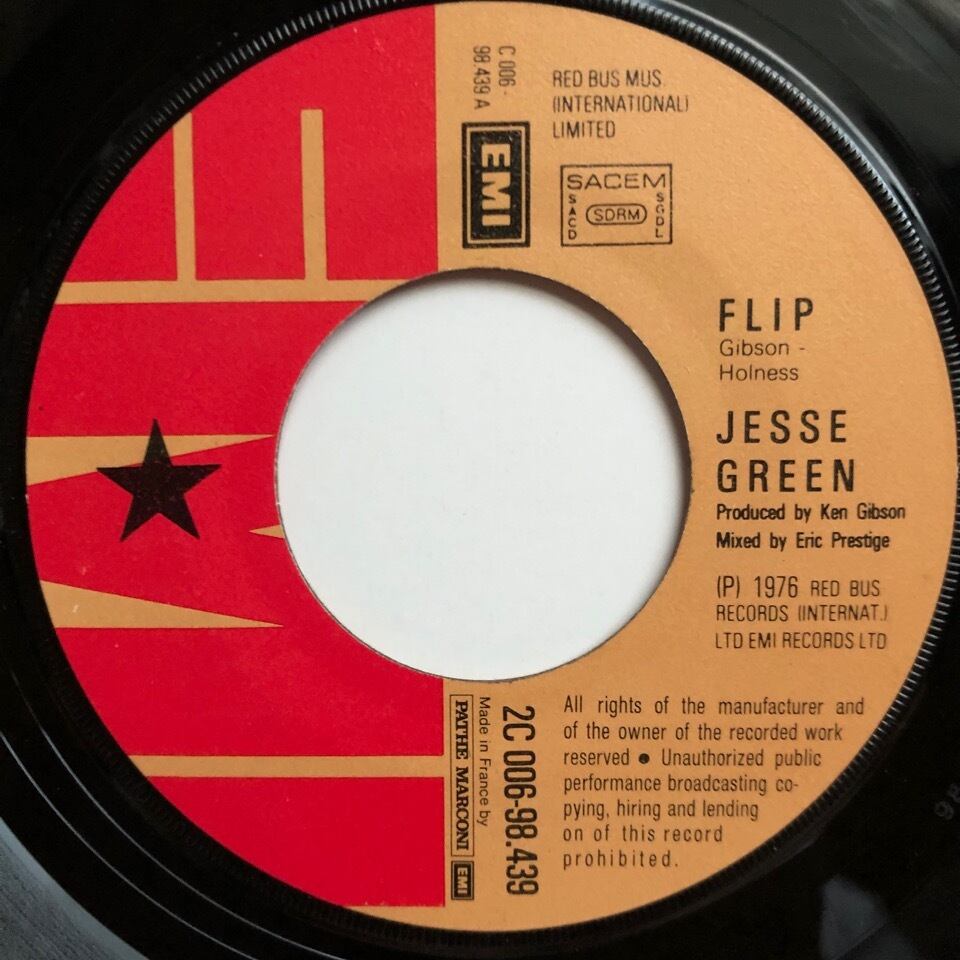 C 006-
98.439 A
EMI
RED BUS MUS.
(INTERNATIONAL)
LIMITED
SACEM
SACD
SDRM
SGDL
FLIP
Gibson -
Holness
JESSE
GREEN
Produced by Ken Gibson
Mixed by Eric Prestige
(P) 1976 RED BUS
RECORDS (INTERNAT.)
LTD EMI RECORDS LTD
All rights of the manufacturer and
of the owner of the recorded work
reserved ● Unauthorized public
performance broadcasting co-
pying, hiring and lending
on of this record
prohibited.
2C 006-98.439
Made in France by
PATHE MARCONI EMI
EMI